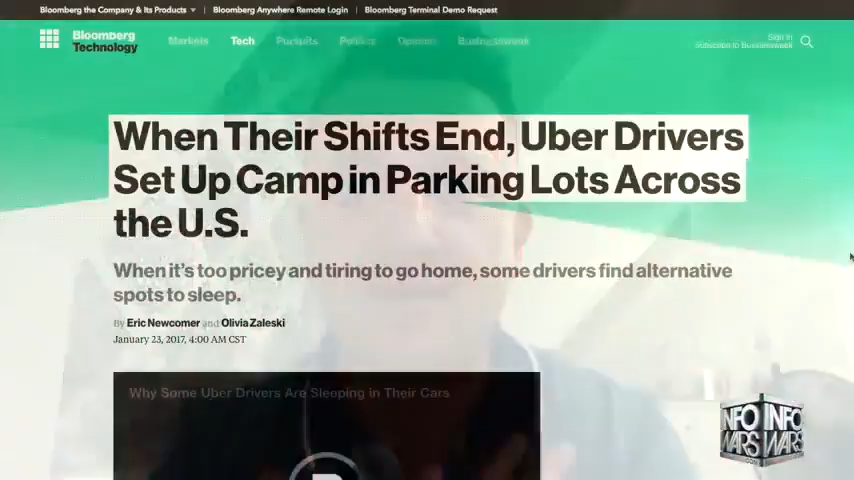 Bloomberg the Company & Its Products
Bloomberg Anywhere Remote Login
Bloomberg Terminal Demo Request
Bloomberg
Technology
Markets Tech Pursuits Politics Opinion Businessweek
Sign In
Subscribe to Businessweek
When Their Shifts End, Uber Drivers
Set Up Camp in Parking Lots Across
the U.S.
When it's too pricey and tiring to go home, some drivers find alternative
spots to sleep.
By Eric Newcomer and Olivia Zaleski
January 23, 2017, 4:00 AM CST
Why Some Uber Drivers Are Sleeping in Their Cars
INFO INFO
WARS WARS